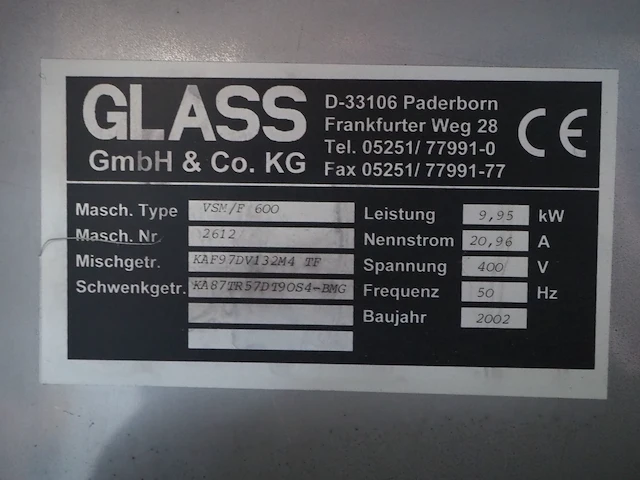 GLASS
GmbH & Co. KG
D-33106 Paderborn
Frankfurter Weg 28
Tel. 05251/ 77991-0
Fax 05251/ 77991-77
CE
Masch. Type VSM/F 600
Masch. Nr. 2612
Mischgetr. KAF97DV132M4 TF
Schwenkgetr. KA87TR57DT90S4-BMG
Leistung 9,95 kW
Nennstrom 20,96 A
Spannung 400 V
Frequenz 50 Hz
Baujahr 2002